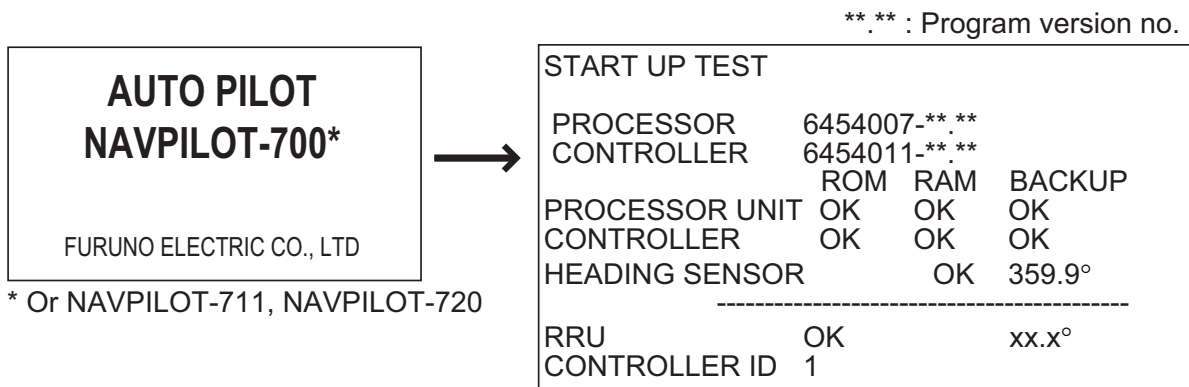 **.** : Program version no.
AUTO PILOT
NAVPILOT-700*
FURUNO ELECTRIC CO., LTD
* Or NAVPILOT-711, NAVPILOT-720
START UP TEST
PROCESSOR 6454007-**.**
CONTROLLER 6454011-**.**
ROM RAM BACKUP
PROCESSOR UNIT OK OK OK
CONTROLLER OK OK OK
HEADING SENSOR OK 359.9°
------------------------------------------
RRU OK xx.x°
CONTROLLER ID 1